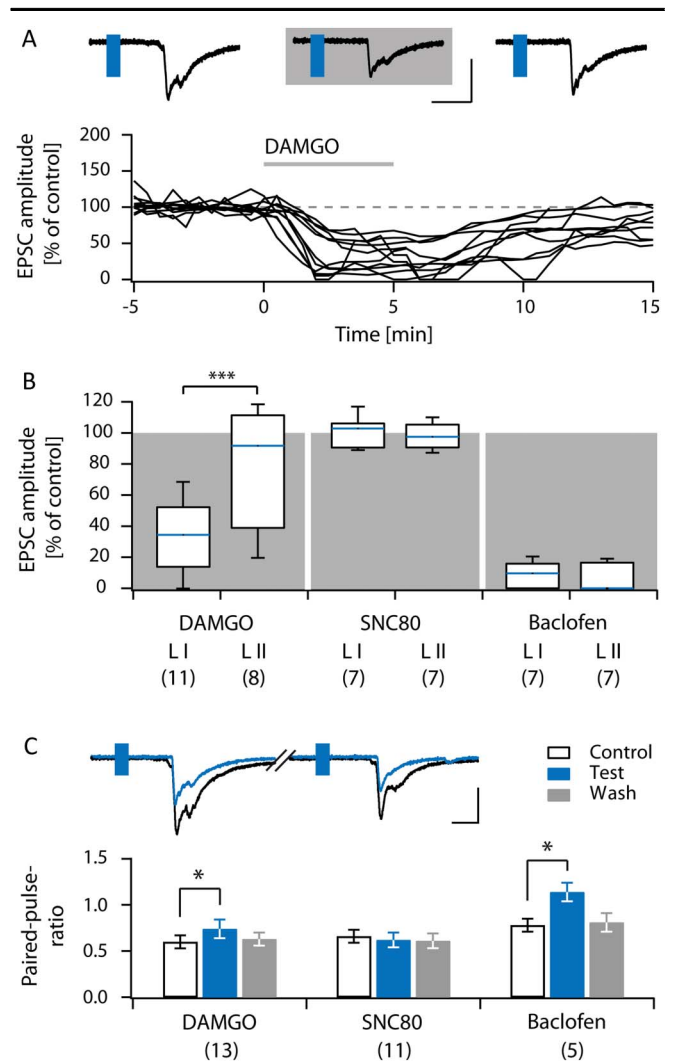 A
200
150
100
50
0
EPSC amplitude
[% of control]
DAMGO
-5 0 5 10 15
Time [min]
B
***
120
100
80
60
40
20
0
EPSC amplitude
[% of control]
DAMGO SNC80 Baclofen
L I L II L I L II L I L II
(11) (8) (7) (7) (7) (7)
C
Control
Test
Wash
1.5
1.0
0.5
0.0
Paired-pulse-
ratio
* *
DAMGO SNC80 Baclofen
(13) (11) (5)